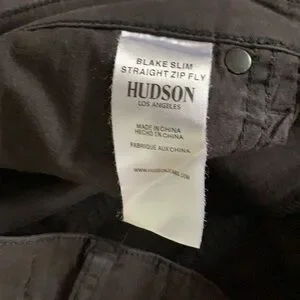 BLAKE SLIM
STRAIGHT ZIP FLY
HUDSON
LOS ANGELES
MADE IN CHINA
HECHO EN CHINA
FABRIQUE AUX CHINA
WWW.HUDSONJEANS.COM